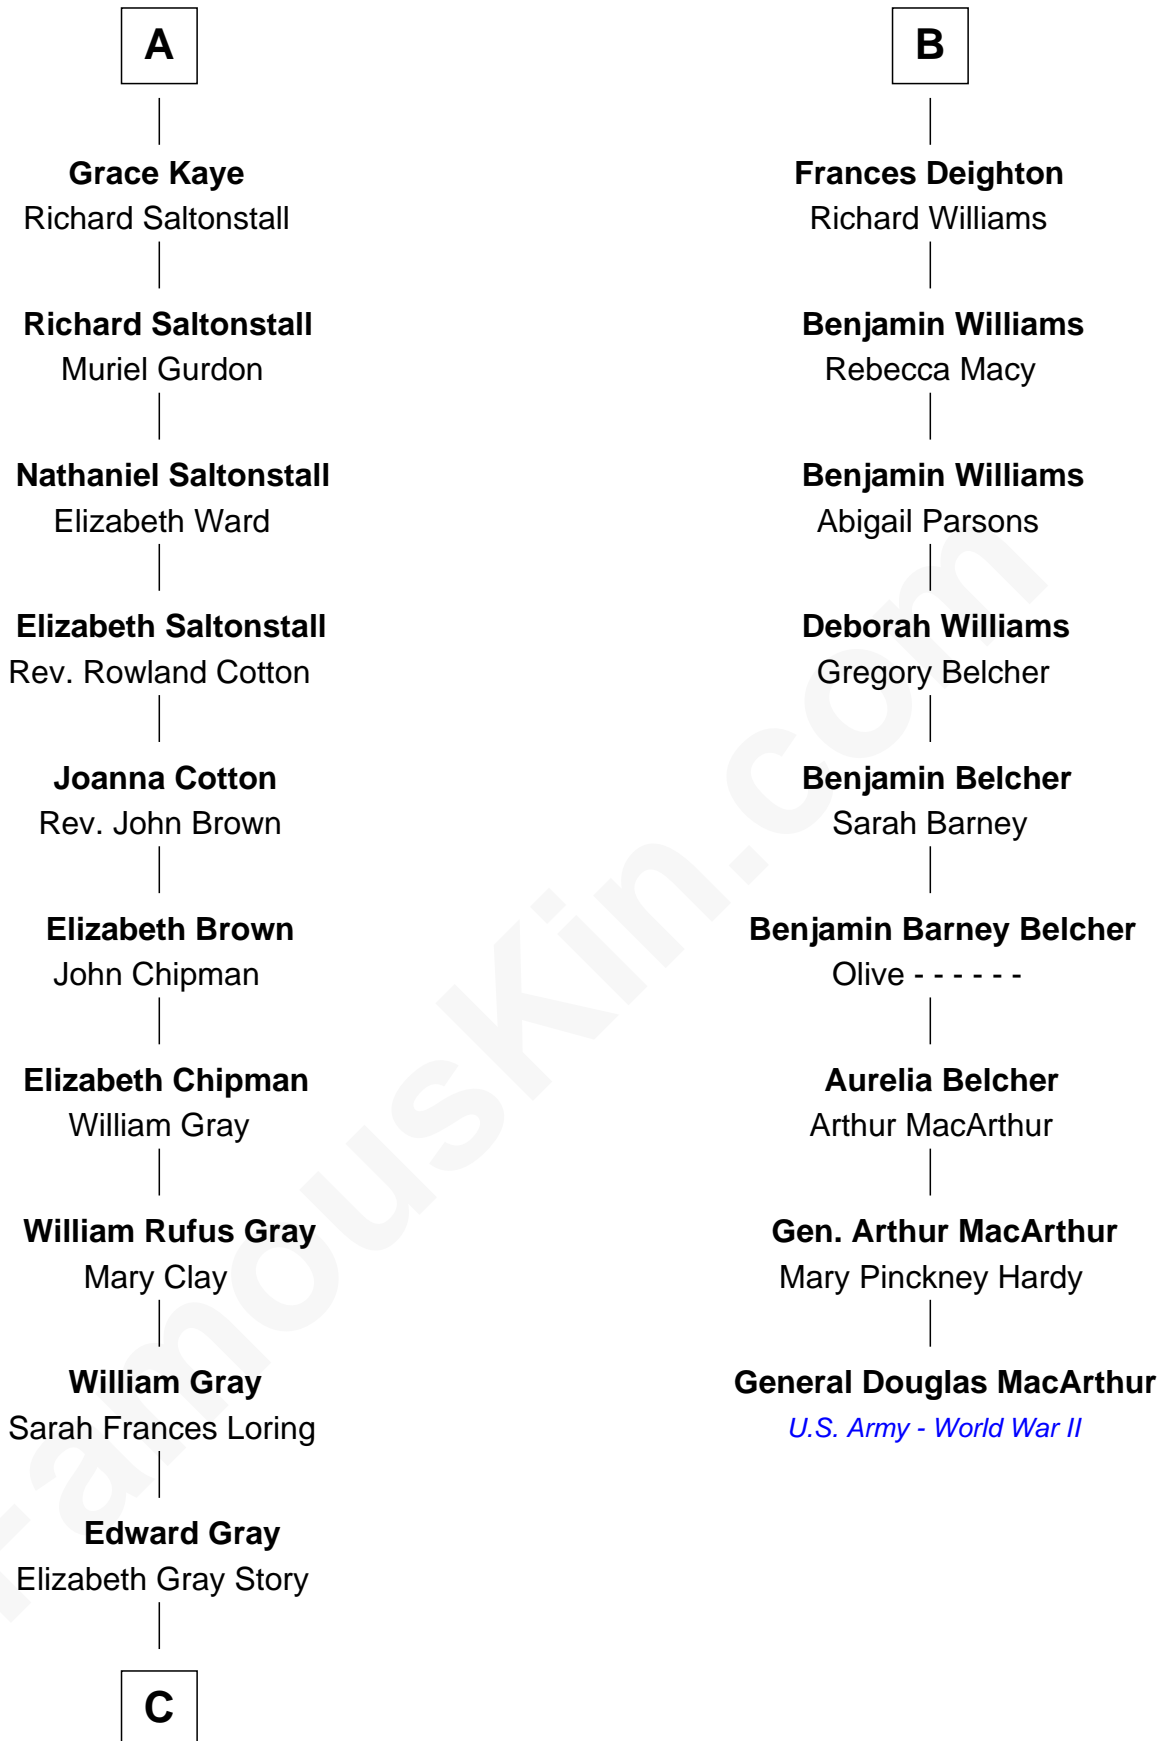 A
Grace Kaye
Richard Saltonstall
Richard Saltonstall
Muriel Gurdon
Nathaniel Saltonstall
Elizabeth Ward
Elizabeth Saltonstall
Rev. Rowland Cotton
Joanna Cotton
Rev. John Brown
Elizabeth Brown
John Chipman
Elizabeth Chipman
William Gray
William Rufus Gray
Mary Clay
William Gray
Sarah Frances Loring
Edward Gray
Elizabeth Gray Story
C
B
Frances Deighton
Richard Williams
Benjamin Williams
Rebecca Macy
Benjamin Williams
Abigail Parsons
Deborah Williams
Gregory Belcher
Benjamin Belcher
Sarah Barney
Benjamin Barney Belcher
Olive - - - - - -
Aurelia Belcher
Arthur MacArthur
Gen. Arthur MacArthur
Mary Pinckney Hardy
General Douglas MacArthur
U.S. Army - World War II
FamousKin.com